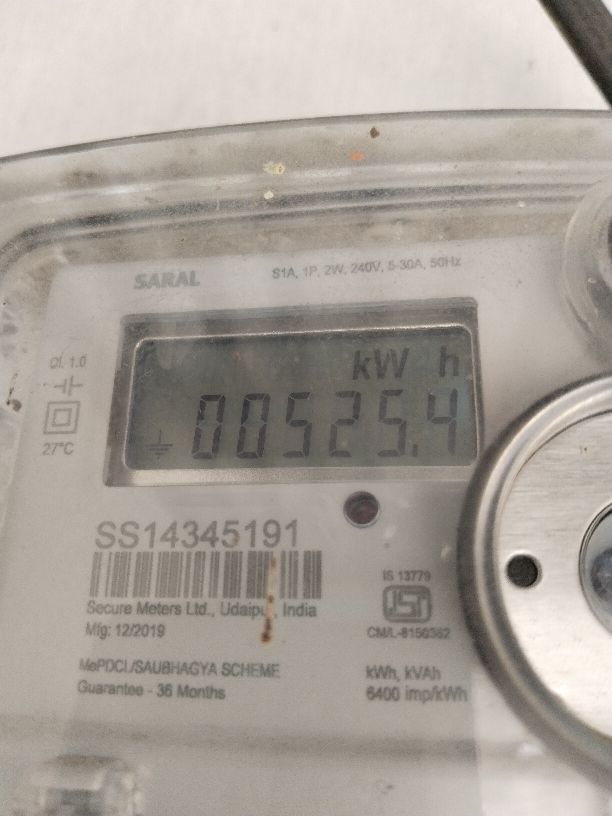 SARAL
S1A, 1P, 2W, 240V, 5-30A, 50Hz
Cl. 1.0
kW h
00525.4
27°C
SS14345191
Secure Meters Ltd., Udaipur, India
Mfg: 12/2019
IS 13779
ISI
CM/L-8150362
MePDCL/SAUBHAGYA SCHEME
Guarantee - 36 Months
kWh, kVAh
6400 imp/kWh